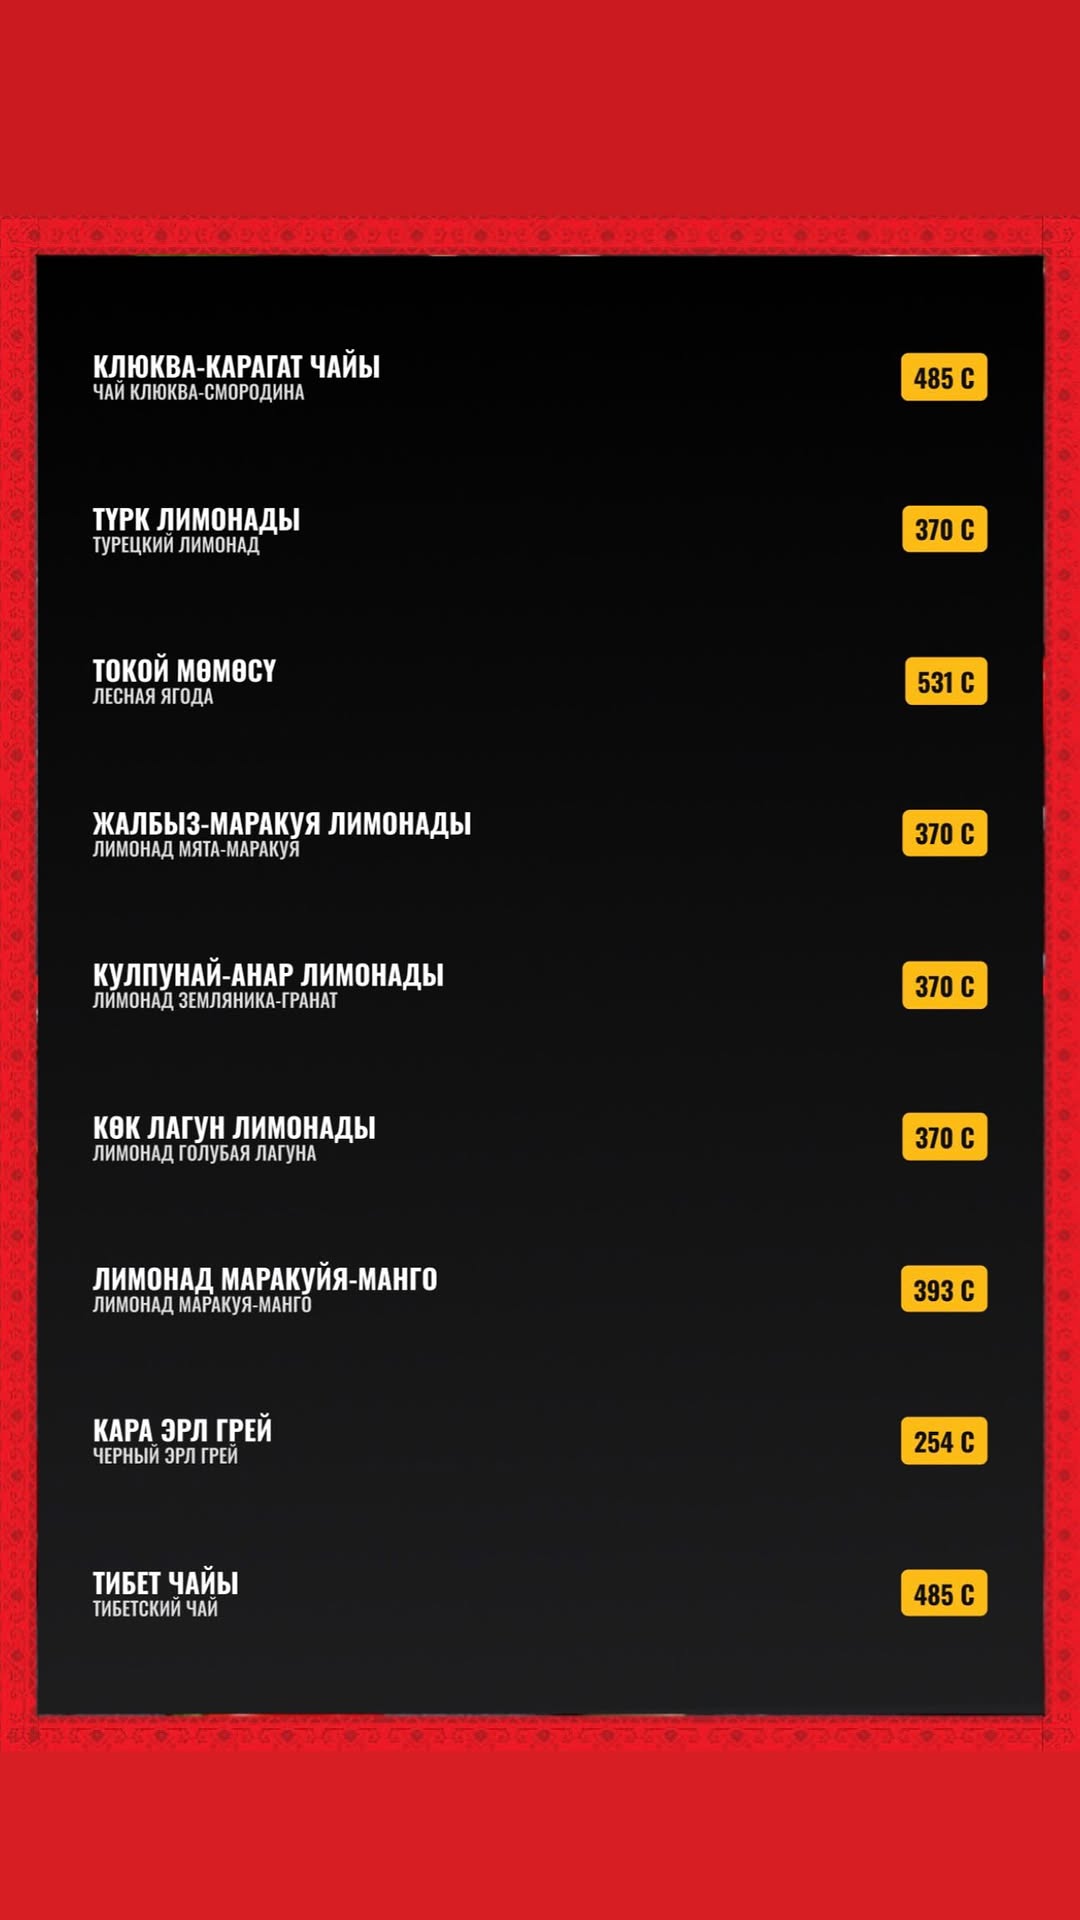 КЛЮКВА-КАРАГАТ ЧАЙЫ
ЧАЙ КЛЮКВА-СМОРОДИНА
485 С
ТҮРК ЛИМОНАДЫ
ТУРЕЦКИЙ ЛИМОНАД
370 С
ТОКОЙ МӨМӨСҮ
ЛЕСНАЯ ЯГОДА
531 С
ЖАЛБЫЗ-МАРАКУЯ ЛИМОНАДЫ
ЛИМОНАД МЯТА-МАРАКУЯ
370 С
КУЛПУНАЙ-АНАР ЛИМОНАДЫ
ЛИМОНАД ЗЕМЛЯНИКА-ГРАНАТ
370 С
КӨК ЛАГУН ЛИМОНАДЫ
ЛИМОНАД ГОЛУБАЯ ЛАГУНА
370 С
ЛИМОНАД МАРАКУЙЯ-МАНГО
ЛИМОНАД МАРАКУЯ-МАНГО
393 С
КАРА ЭРЛ ГРЕЙ
ЧЕРНЫЙ ЭРЛ ГРЕЙ
254 С
ТИБЕТ ЧАЙЫ
ТИБЕТСКИЙ ЧАЙ
485 С